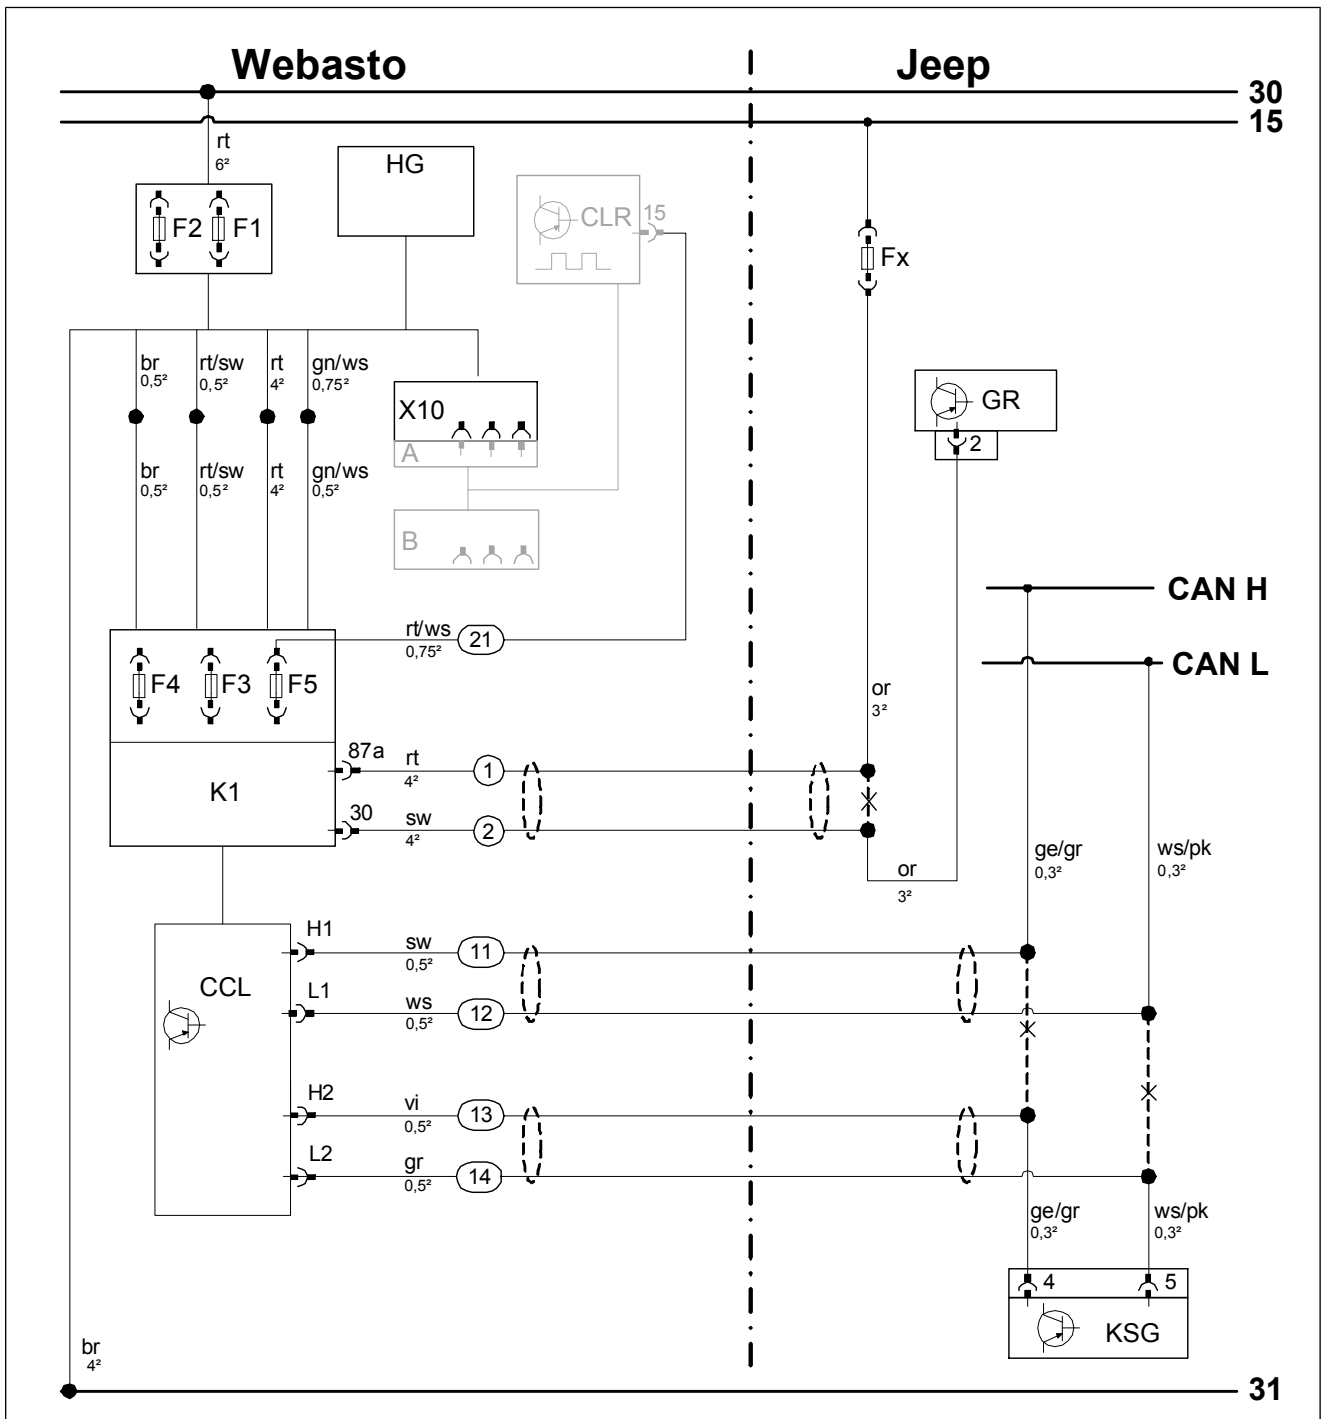 Webasto
Jeep
30
15
rt
6²
HG
CLR
15
F2
F1
Fx
br
0,5²
rt/sw
0,5²
rt
4²
gn/ws
0,75²
X10
A
GR
2
br
0,5²
rt/sw
0,5²
rt
4²
gn/ws
0,5²
B
CAN H
rt/ws
0,75²
21
CAN L
F4
F3
F5
or
3²
87a
rt
4²
1
K1
30
sw
4²
2
ge/gr
0,3²
ws/pk
0,3²
or
3²
H1
sw
0,5²
11
CCL
L1
ws
0,5²
12
H2
vi
0,5²
13
L2
gr
0,5²
14
ge/gr
0,3²
ws/pk
0,3²
4
5
KSG
br
4²
31